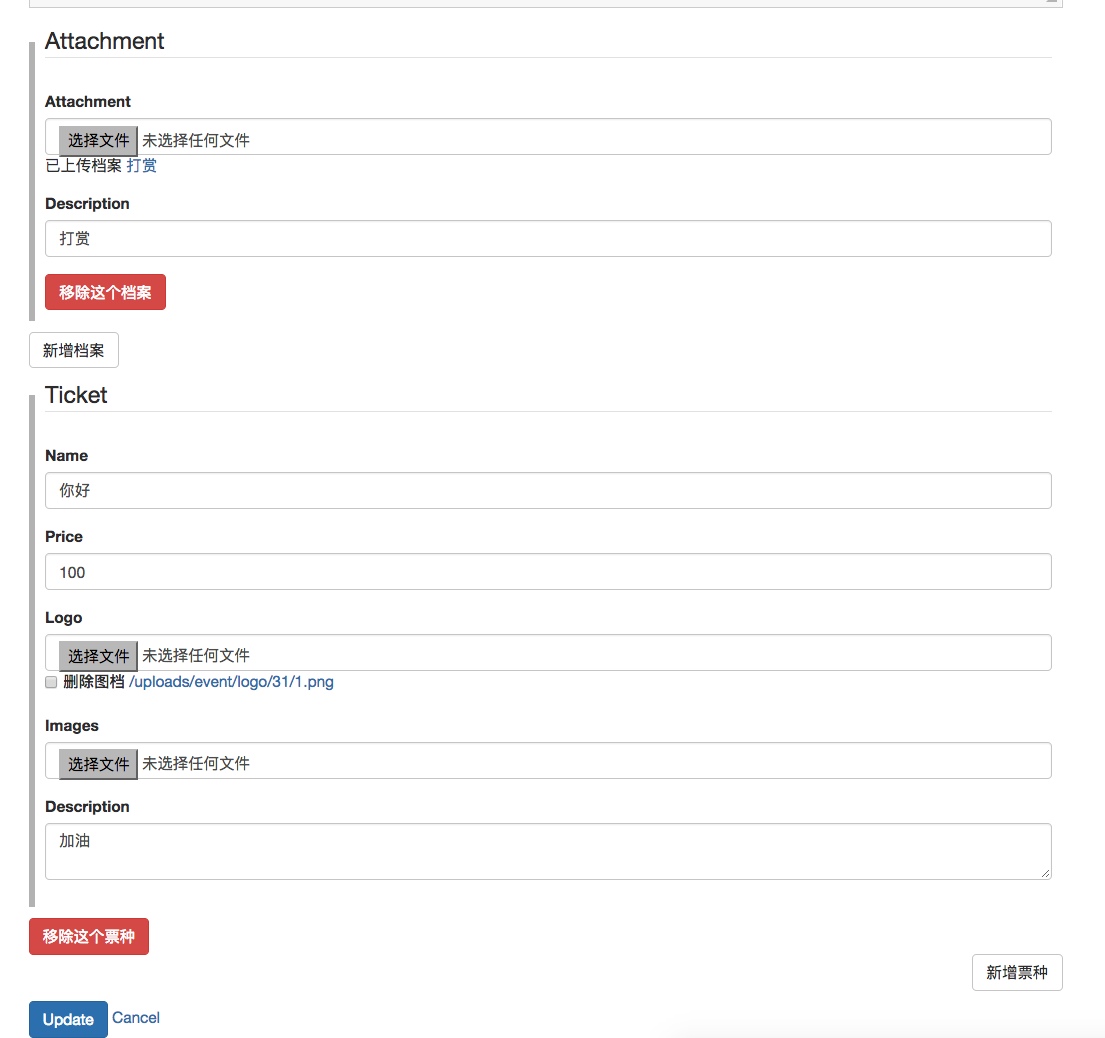 Attachment
Attachment
选择文件 未选择任何文件
已上传档案 打赏
Description
打赏
移除这个档案
新增档案
Ticket
Name
你好
Price
100
Logo
选择文件 未选择任何文件
删除图档 /uploads/event/logo/31/1.png
Images
选择文件 未选择任何文件
Description
加油
移除这个票种
新增票种
Update Cancel